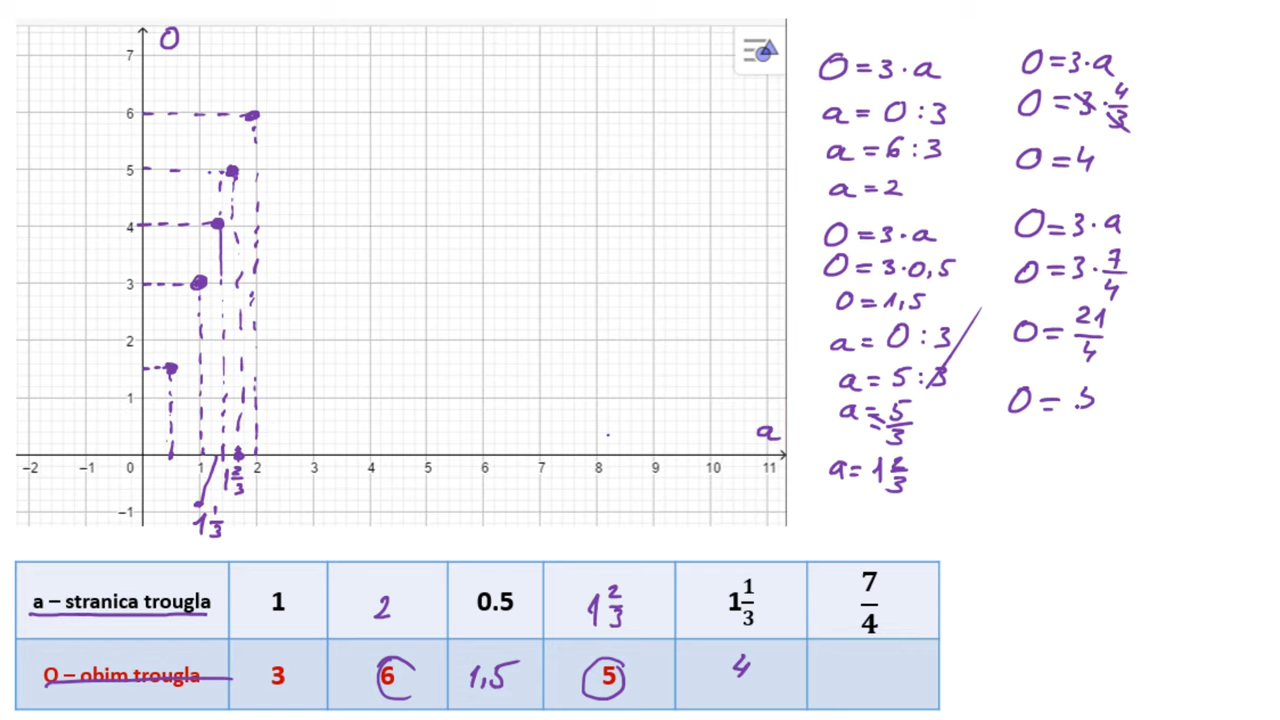 O
7
6
5
4
3
2
1
-2 -1 0 1 2 3 4 5 6 7 8 9 10 11
a
1 2/3
-1
1 1/3
O = 3 · a
a = O : 3
a = 6 : 3
a = 2
O = 3 · a
O = 3 · 0,5
O = 1,5
a = O : 3
a = 5 : 3
a = 5/3
a = 1 2/3
O = 3 · a
O = 3 · 4/3
O = 4
O = 3 · a
O = 3 · 7/4
O = 21/4
O = 5
a – stranica trougla 1 2 0.5 1 2/3 1 1/3 7/4
O – obim trougla 3 6 1,5 5 4